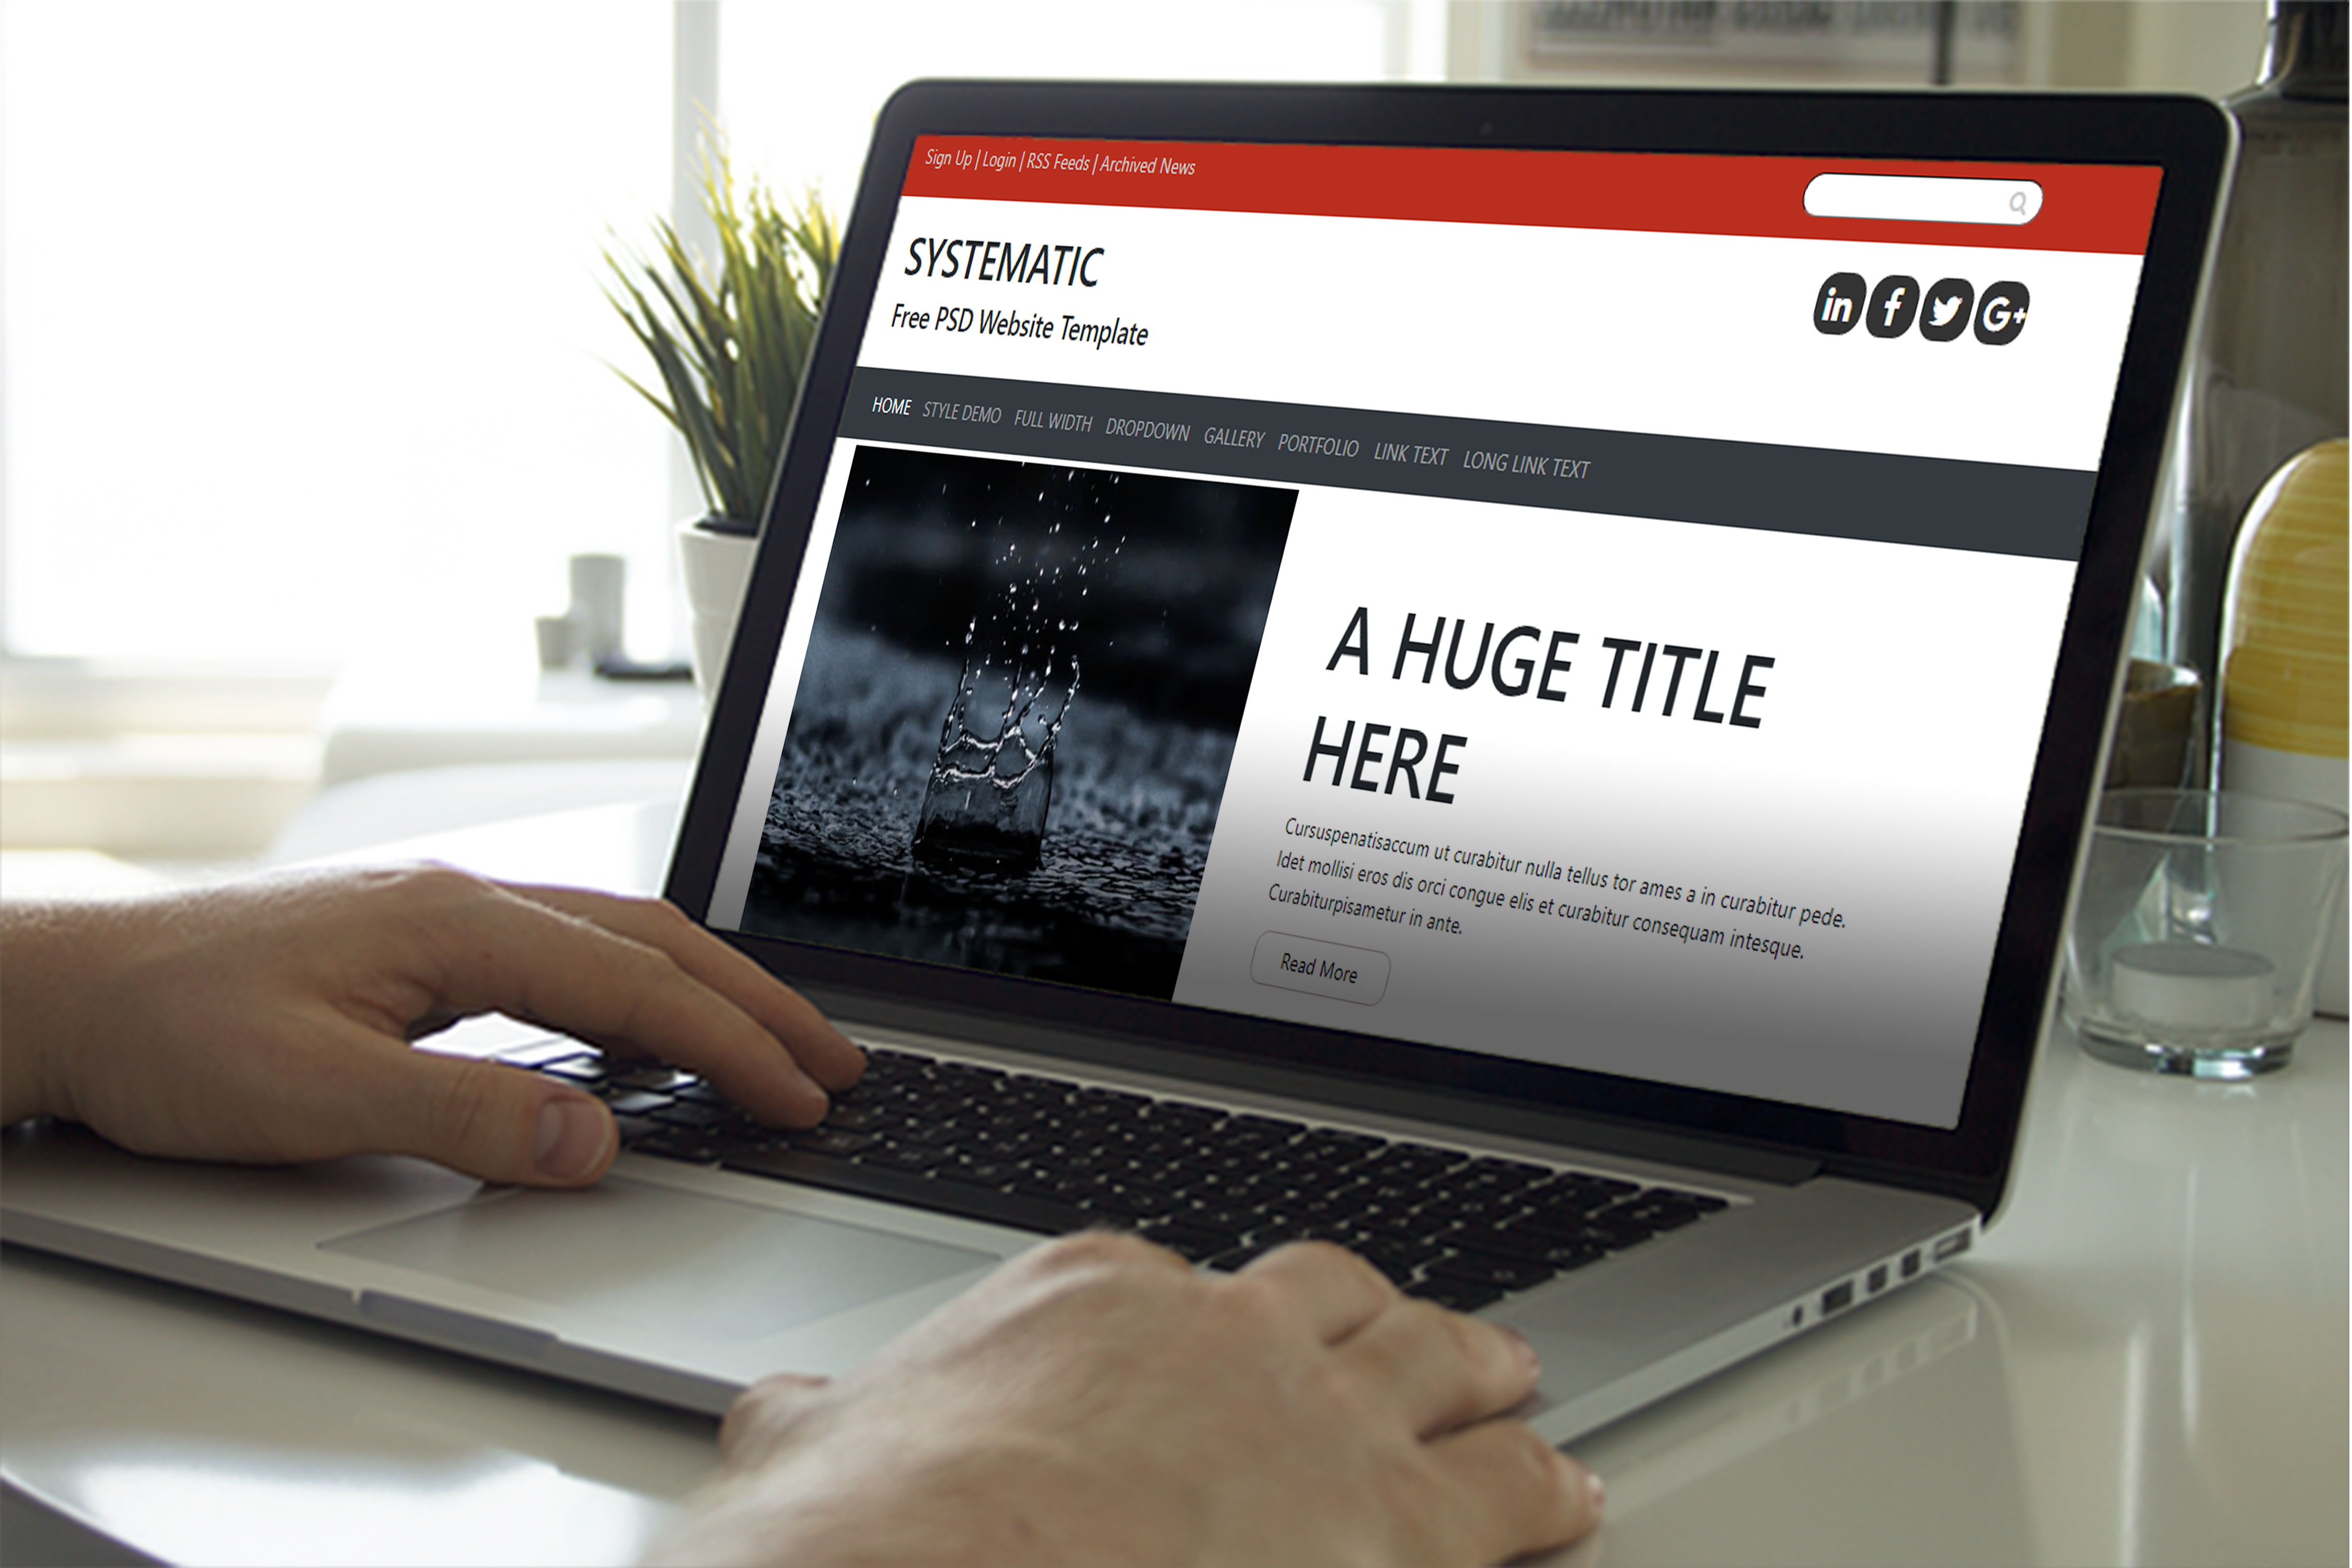 Sign Up | Login | RSS Feeds | Archived News
SYSTEMATIC
Free PSD Website Template
in f G+
HOME STYLE DEMO FULL WIDTH DROPDOWN GALLERY PORTFOLIO LINK TEXT LONG LINK TEXT
A HUGE TITLE
HERE
Cursuspenatisaccum ut curabitur nulla tellus tor ames a in curabitur pede.
Idet mollisi eros dis orci congue elis et curabitur consequam intesque.
Curabiturpisametur in ante.
Read More